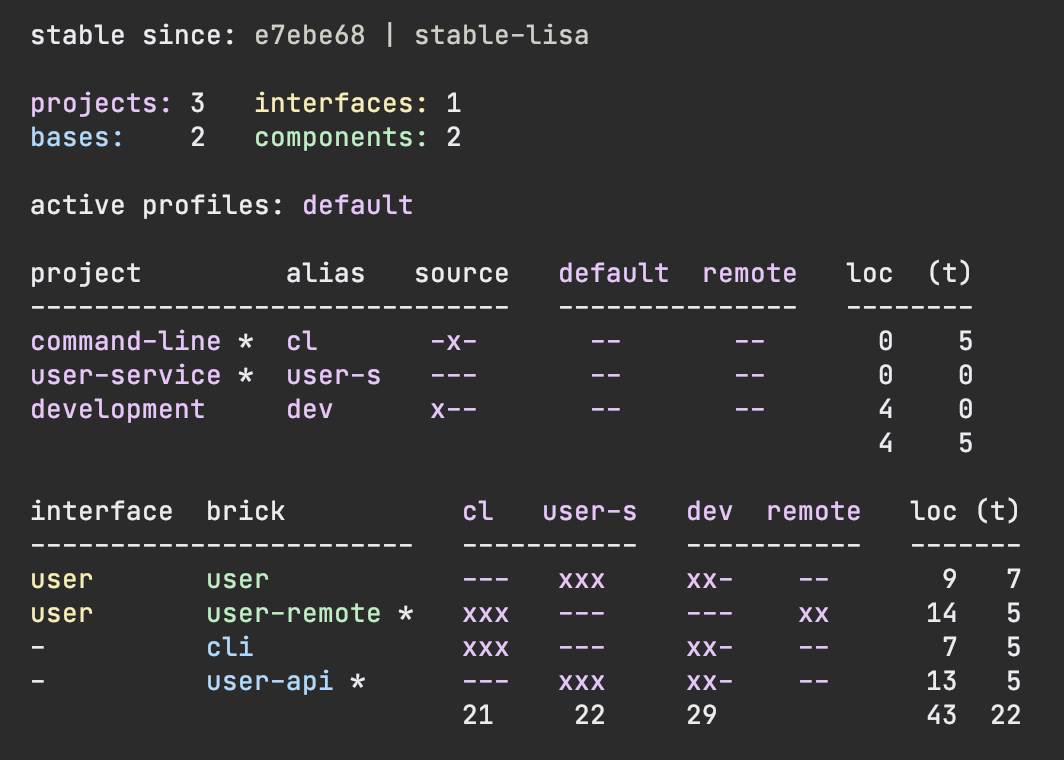 stable since: e7ebe68 | stable-lisa
projects: 3   interfaces: 1
bases:    2   components: 2
active profiles: default
project         alias   source   default  remote   loc  (t)
------------------------------   ---------------   --------
command-line *  cl       -x-       --       --       0    5
user-service *  user-s   ---       --       --       0    0
development     dev      x--       --       --       4    0
                                                     4    5
interface  brick           cl   user-s   dev  remote   loc (t)
------------------------   -----------   -----------   -------
user       user            ---   xxx     xx-    --       9   7
user       user-remote *   xxx   ---     ---    xx      14   5
-          cli             xxx   ---     xx-    --       7   5
-          user-api *      ---   xxx     xx-    --      13   5
                           21     22     29             43  22